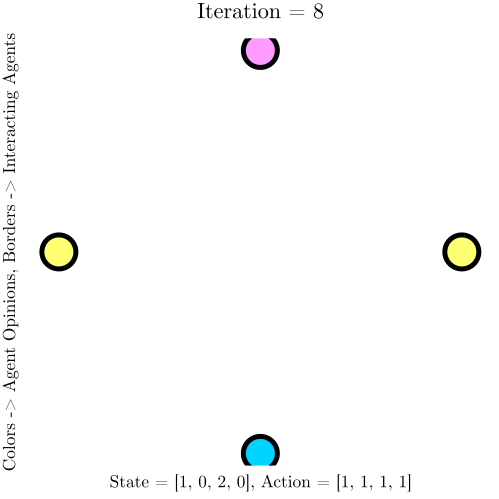 Iteration = 8
Colors -> Agent Opinions, Borders -> Interacting Agents
State = [1, 0, 2, 0], Action = [1, 1, 1, 1]